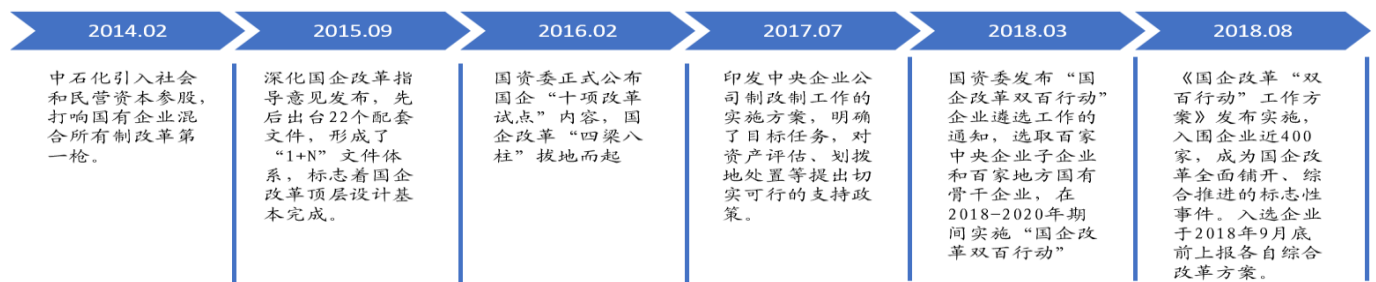 2014.02
2015.09
2016.02
2017.07
2018.03
2018.08
中石化引入社会
和民营资本参股，
打响国有企业混
合所有制改革第
一枪。
深化国企改革指
导意见发布，先
后出台22个配套
文件，形成了
“1+N”文件体
系，标志着国企
改革顶层设计基
本完成。
国资委正式公布
国企“十项改革
试点”内容，国
企改革“四梁八
柱”拔地而起
印发中央企业公
司制改制工作的
实施方案，明确
了目标任务，对
资产评估、划拨
地处置等提出切
实可行的支持政
策。
国资委发布“国
企改革双百行动”
企业遴选工作的
通知，选取百家
中央企业子企业
和百家地方国有
骨干企业，在
2018-2020年期
间实施“国企改
革双百行动”
《国企改革“双
百行动”工作方
案》发布实施，
入围企业近400
家，成为国企改
革全面铺开、综
合推进的标志性
事件。入选企业
于2018年9月底
前上报各自综合
改革方案。